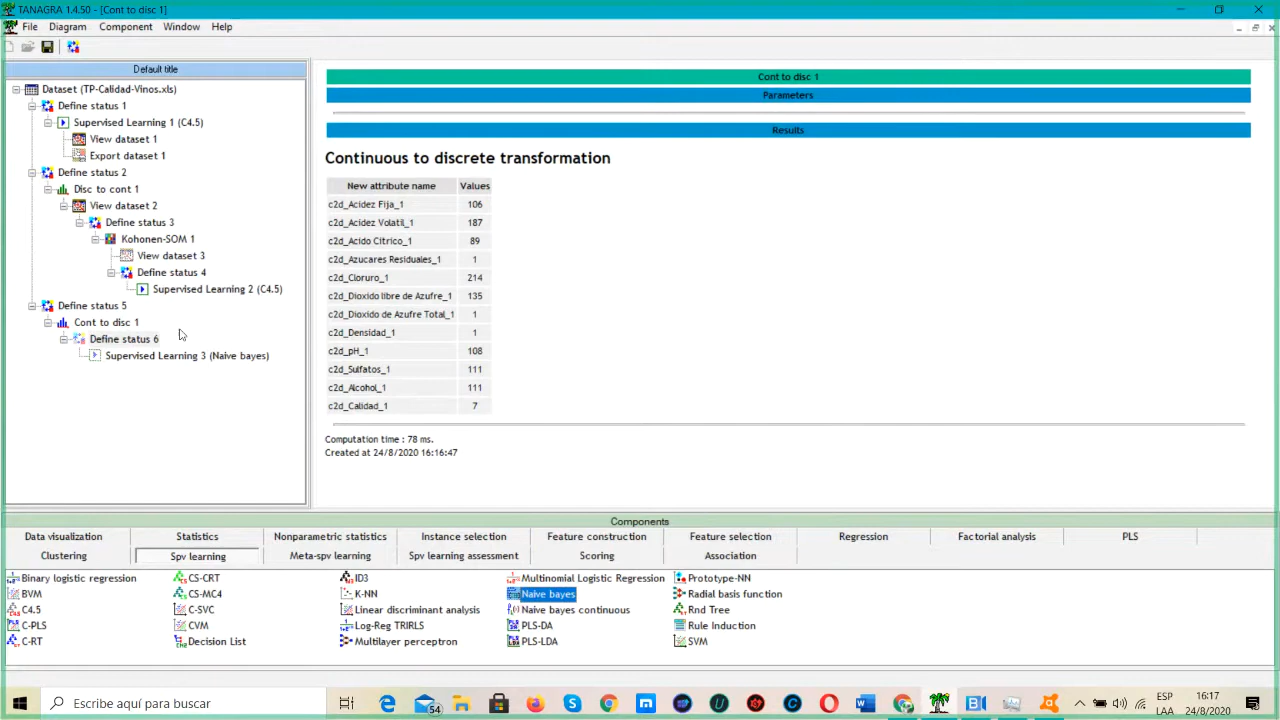 TANAGRA 1.4.50 - [Cont to disc 1]
File Diagram Component Window Help
Default title
Dataset (TP-Calidad-Vinos.xls)
Define status 1
Supervised Learning 1 (C4.5)
View dataset 1
Export dataset 1
Define status 2
Disc to cont 1
View dataset 2
Define status 3
Kohonen-SOM 1
View dataset 3
Define status 4
Supervised Learning 2 (C4.5)
Define status 5
Cont to disc 1
Define status 6
Supervised Learning 3 (Naive bayes)
Cont to disc 1
Parameters
Results
Continuous to discrete transformation
New attribute name Values
c2d_Acidez Fija_1 106
c2d_Acidez Volatil_1 187
c2d_Acido Citrico_1 89
c2d_Azucares Residuales_1 1
c2d_Cloruro_1 214
c2d_Dioxido libre de Azufre_1 135
c2d_Dioxido de Azufre Total_1 1
c2d_Densidad_1 1
c2d_pH_1 108
c2d_Sulfatos_1 111
c2d_Alcohol_1 111
c2d_Calidad_1 7
Computation time : 78 ms.
Created at 24/8/2020 16:16:47
Components
Data visualization Statistics Nonparametric statistics Instance selection Feature construction Feature selection Regression Factorial analysis PLS
Clustering Spv learning Meta-spv learning Spv learning assessment Scoring Association
Binary logistic regression CS-CRT ID3 Multinomial Logistic Regression Prototype-NN
BVM CS-MC4 K-NN Naive bayes Radial basis function
C4.5 C-SVC Linear discriminant analysis Naive bayes continuous Rnd Tree
C-PLS CVM Log-Reg TRIRLS PLS-DA Rule Induction
C-RT Decision List Multilayer perceptron PLS-LDA SVM
Escribe aquí para buscar
54
ESP
LAA
16:17
24/8/2020